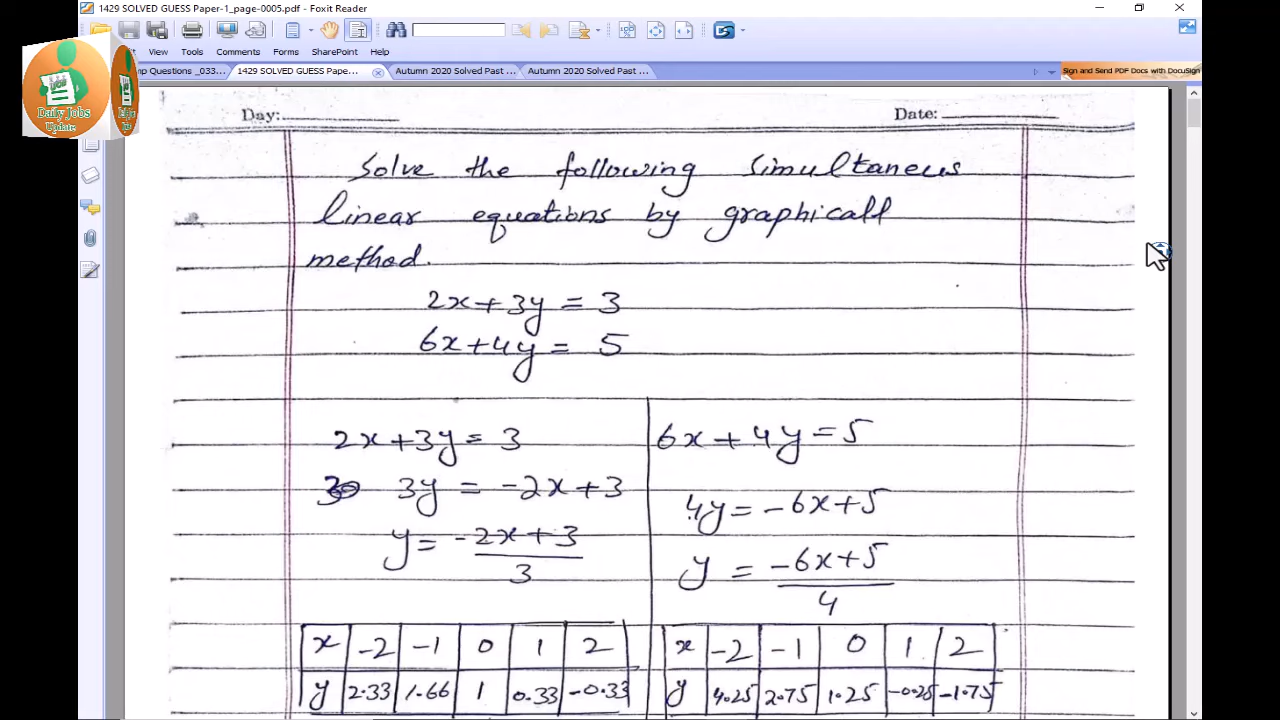 1429 SOLVED GUESS Paper-1_page-0005.pdf - Foxit Reader
View Tools Comments Forms SharePoint Help
mp Questions _033... 1429 SOLVED GUESS Pape... Autumn 2020 Solved Past ... Autumn 2020 Solved Past ... Sign and Send PDF Docs with DocuSign
Daily Jobs
Update
Day: Date:
Solve the following simultaneus
linear equations by graphicall
method.
2x+3y = 3
6x+4y = 5
2x+3y= 3 6x+4y=5
3y = -2x+3 4y= -6x+5
y= -2x+3 / 3 y = -6x+5 / 4
x -2 -1 0 1 2 x -2 -1 0 1 2
y 2.33 1.66 1 0.33 -0.33 y 4.25 2.75 1.25 -0.25 -1.75